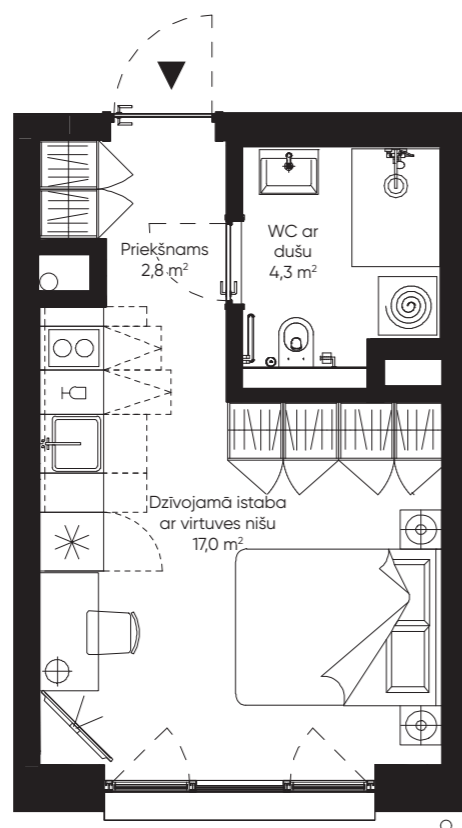 Priekšnams
2,8 m²
WC ar
dušu
4,3 m²
Dzīvojamā istaba
ar virtuves nišu
17,0 m²